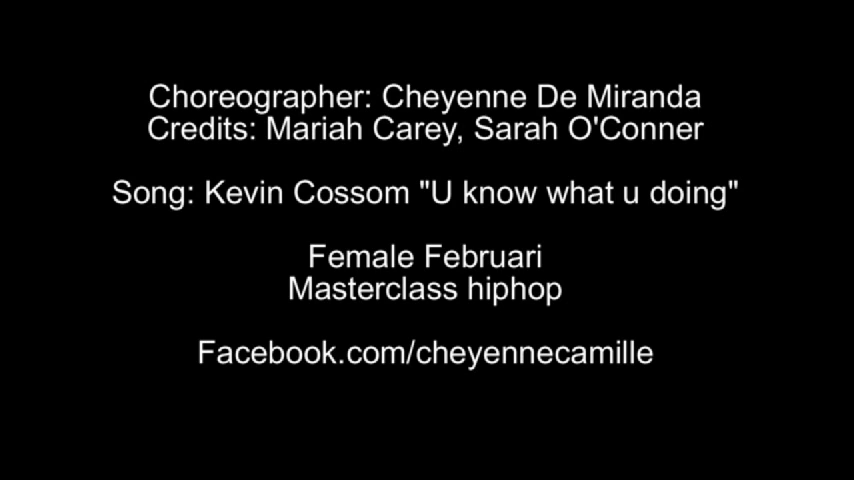 Choreographer: Cheyenne De Miranda
Credits: Mariah Carey, Sarah O'Conner
Song: Kevin Cossom "U know what u doing"
Female Februari
Masterclass hiphop
Facebook.com/cheyennecamille